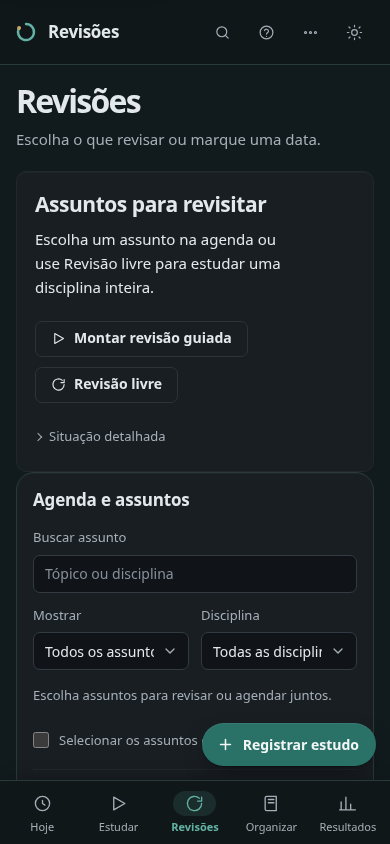 Revisões
Revisões
Escolha o que revisar ou marque uma data.
Assuntos para revisitar
Escolha um assunto na agenda ou
use Revisão livre para estudar uma
disciplina inteira.
Montar revisão guiada
Revisão livre
Situação detalhada
Agenda e assuntos
Buscar assunto
Tópico ou disciplina
Mostrar Disciplina
Todos os assunto Todas as disciplin
Escolha assuntos para revisar ou agendar juntos.
Selecionar os assuntos
Registrar estudo
Hoje Estudar Revisões Organizar Resultados